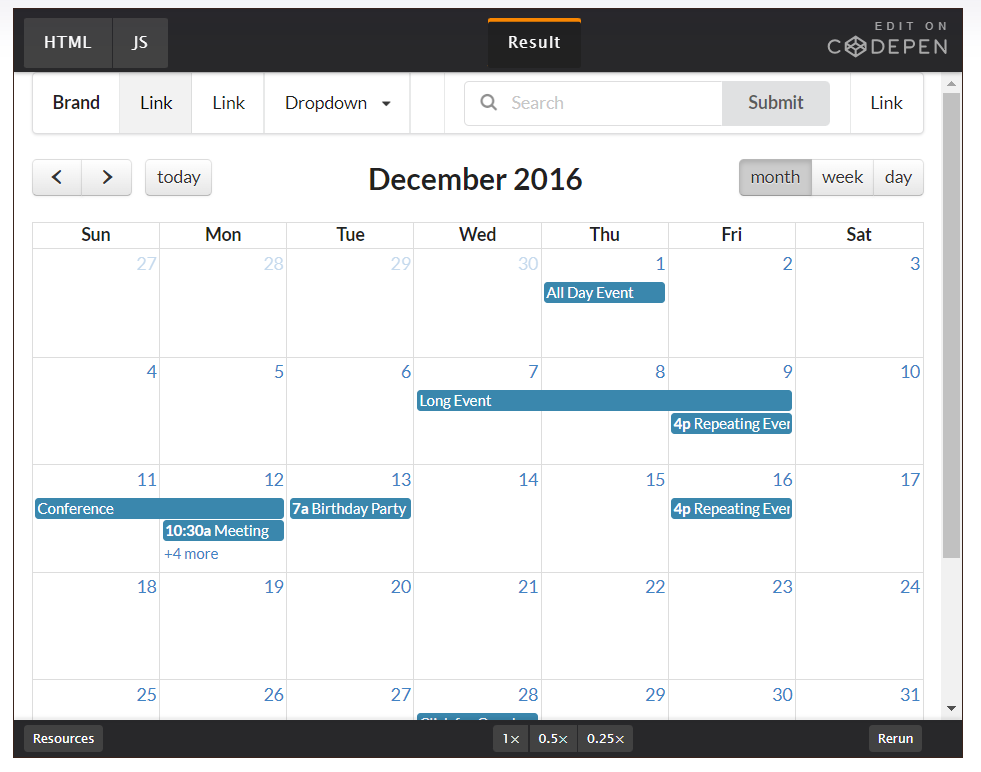 HTML JS Result EDIT ON
CODEPEN
Brand Link Link Dropdown Search Submit Link
today December 2016 month week day
Sun Mon Tue Wed Thu Fri Sat
27 28 29 30 1 2 3
All Day Event
4 5 6 7 8 9 10
Long Event
4p Repeating Ever
11 12 13 14 15 16 17
Conference 7a Birthday Party 4p Repeating Ever
10:30a Meeting
+4 more
18 19 20 21 22 23 24
25 26 27 28 29 30 31
Resources 1× 0.5× 0.25× Rerun